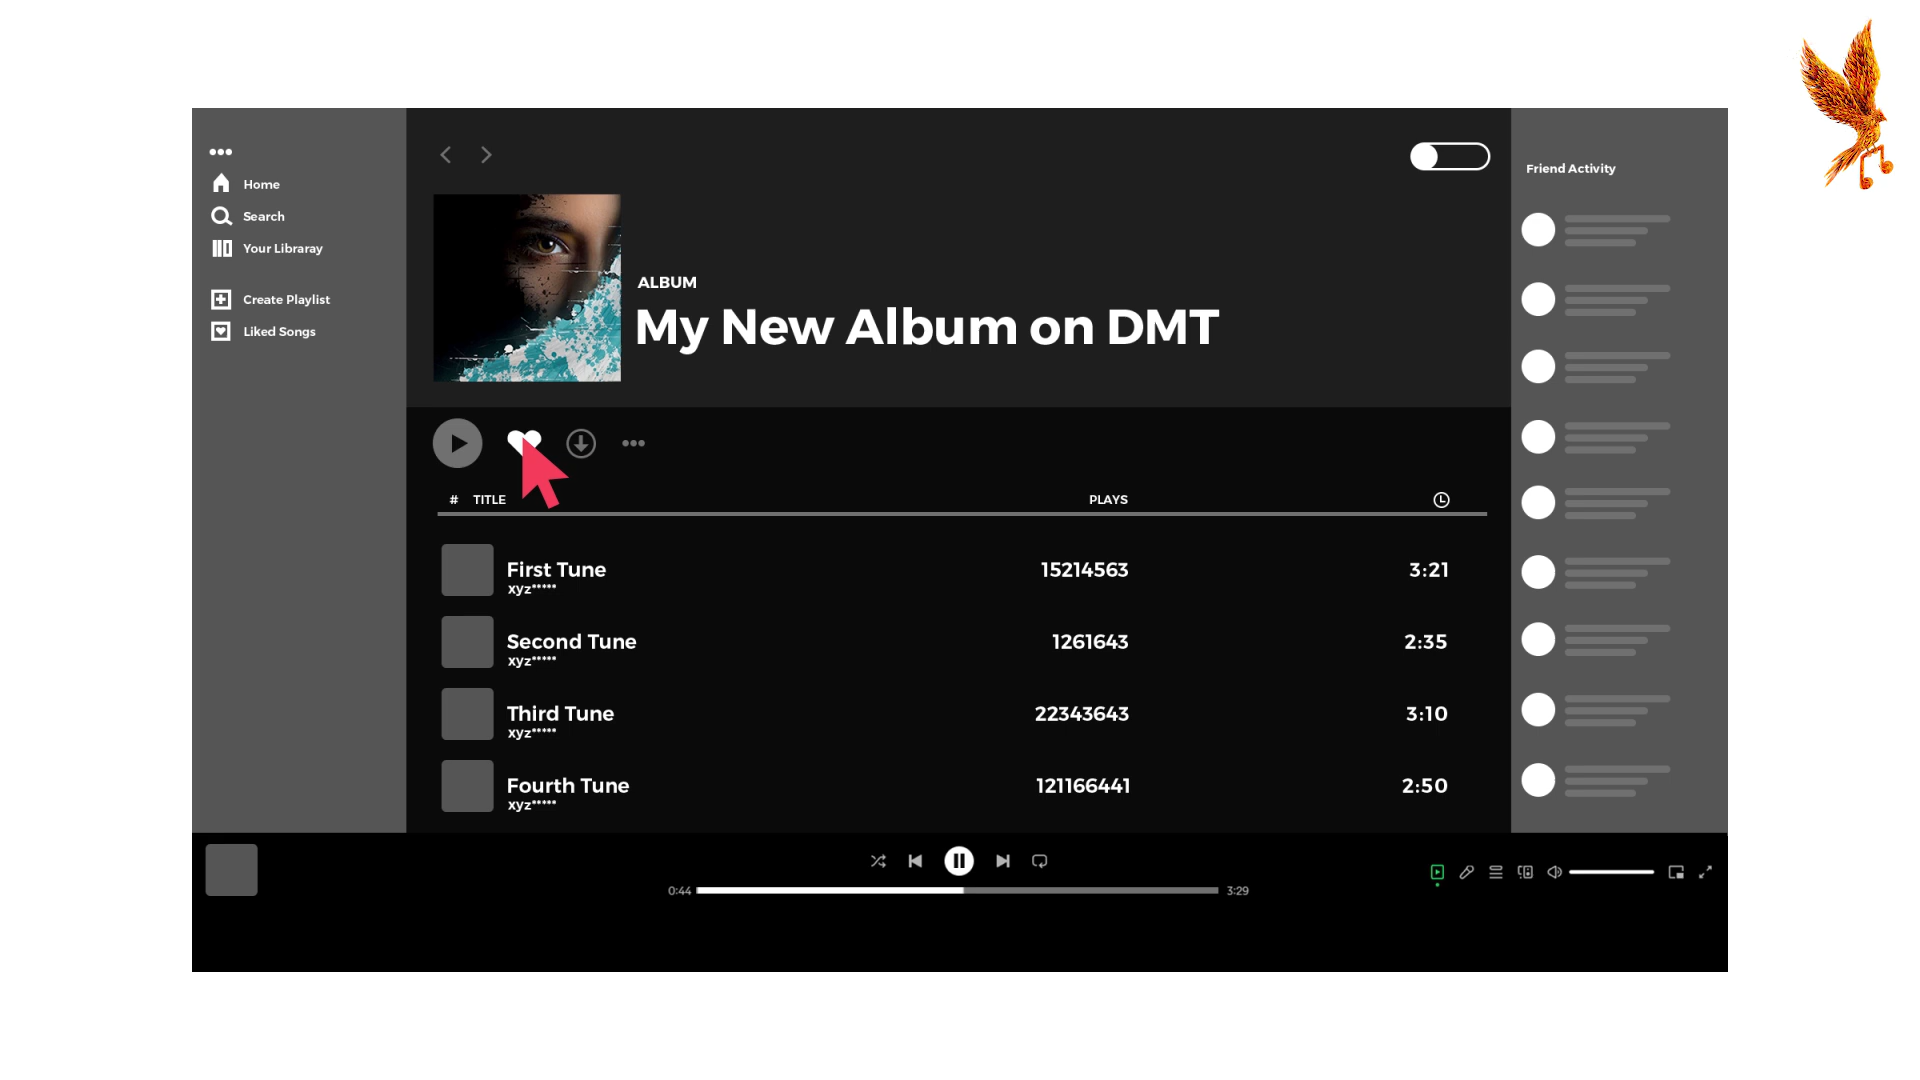 Home
Search
Your Libraray
Create Playlist
Liked Songs
ALBUM
My New Album on DMT
# TITLE PLAYS
First Tune 15214563 3:21
xyz*****
Second Tune 1261643 2:35
xyz*****
Third Tune 22343643 3:10
xyz*****
Fourth Tune 121166441 2:50
xyz*****
Friend Activity
0:44 3:29